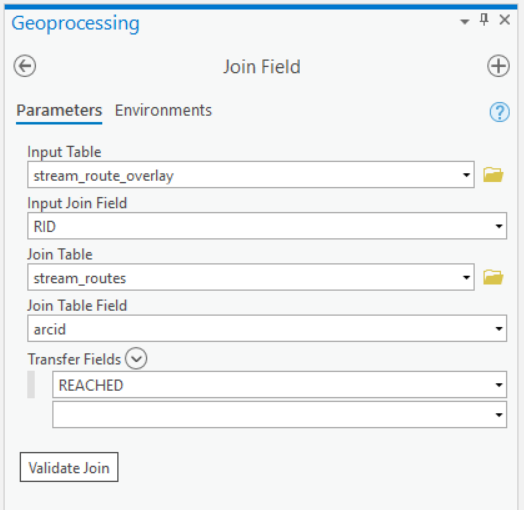 Geoprocessing
Join Field
Parameters Environments
Input Table
stream_route_overlay
Input Join Field
RID
Join Table
stream_routes
Join Table Field
arcid
Transfer Fields
REACHED
Validate Join